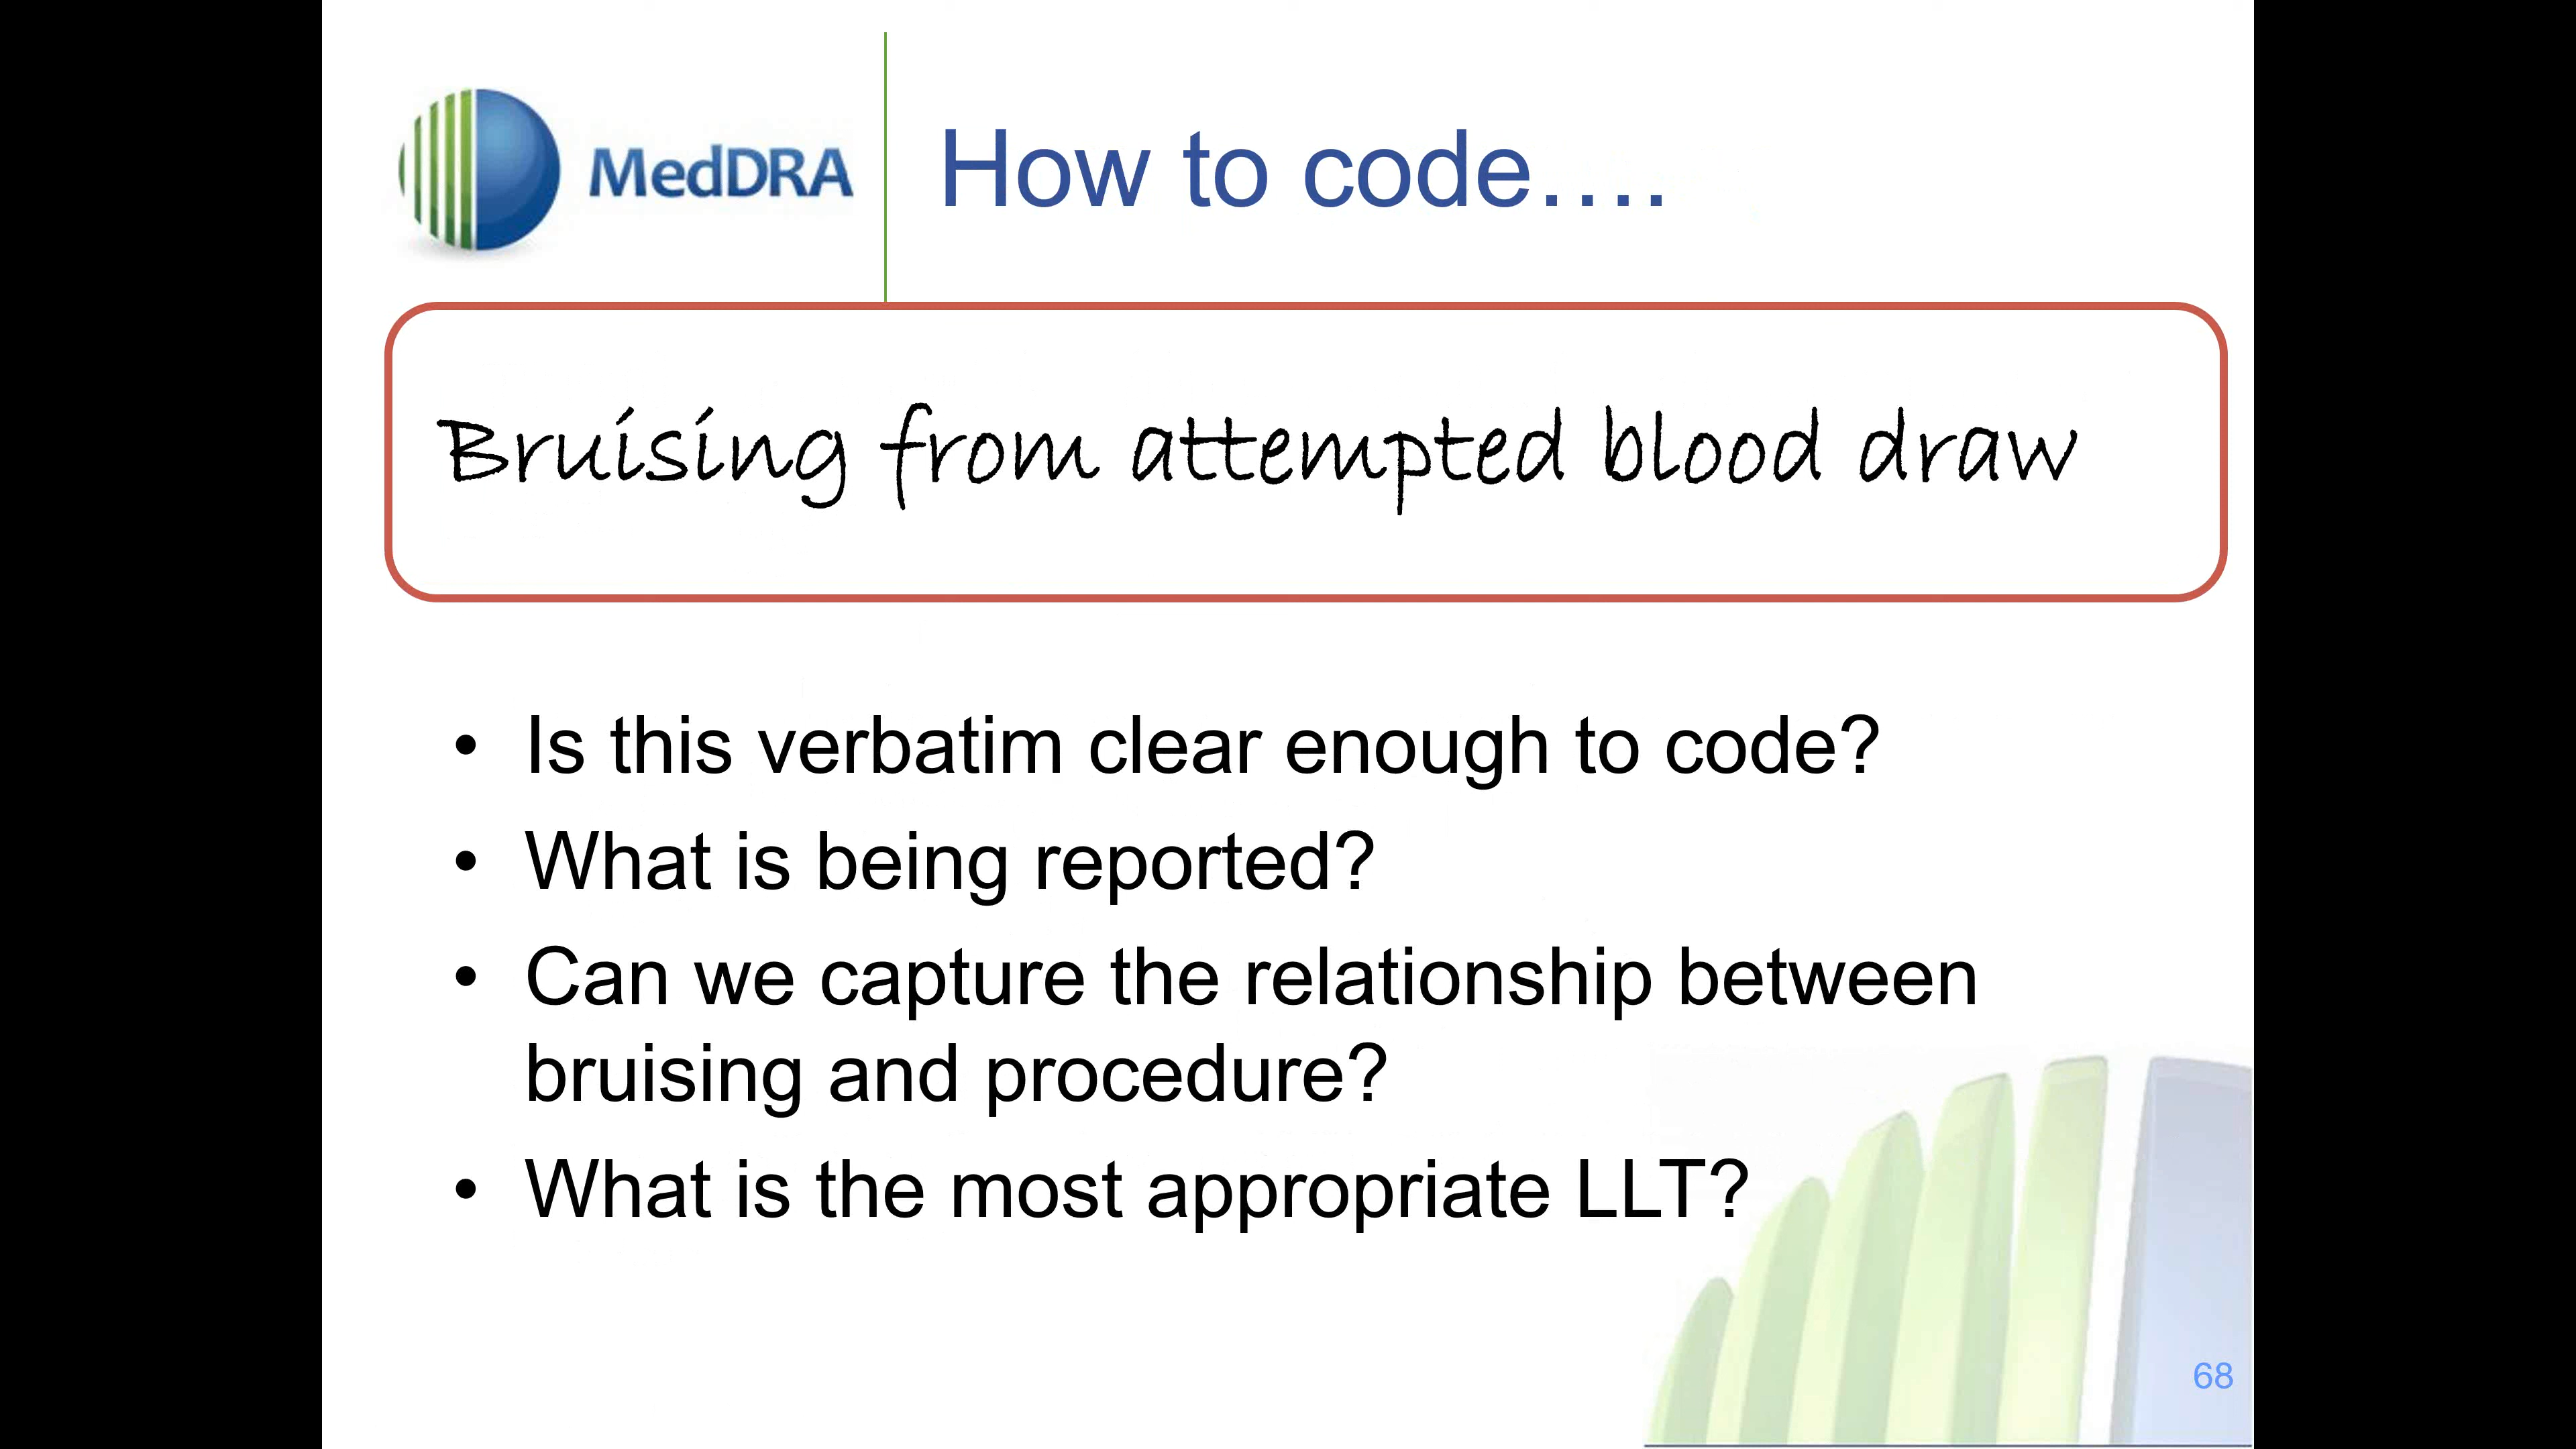 MedDRA
How to code....
Bruising from attempted blood draw
• Is this verbatim clear enough to code?
• What is being reported?
• Can we capture the relationship between
bruising and procedure?
• What is the most appropriate LLT?
68